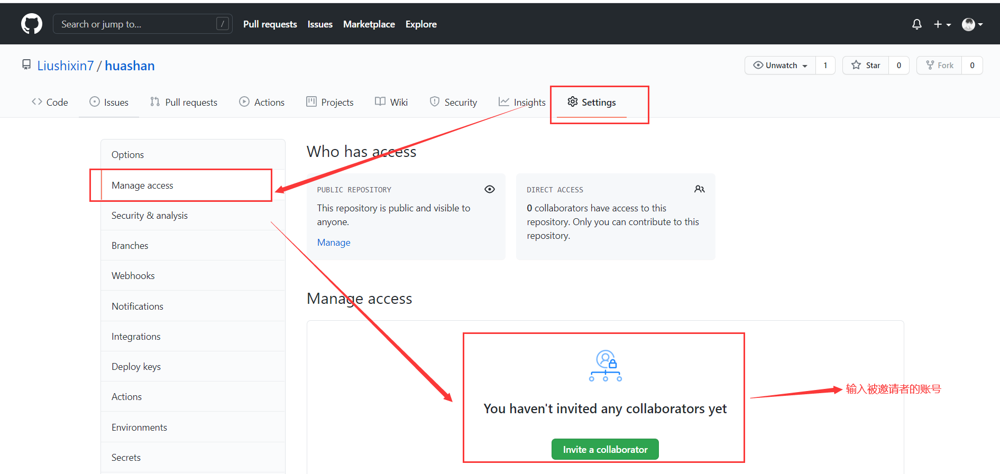 Search or jump to... /
Pull requests Issues Marketplace Explore
Liushixin7 / huashan
Unwatch 1 Star 0 Fork 0
Code Issues Pull requests Actions Projects Wiki Security Insights Settings
Options
Manage access
Security & analysis
Branches
Webhooks
Notifications
Integrations
Deploy keys
Actions
Environments
Secrets
Who has access
PUBLIC REPOSITORY
This repository is public and visible to
anyone.
Manage
DIRECT ACCESS
0 collaborators have access to this
repository. Only you can contribute to this
repository.
Manage access
You haven't invited any collaborators yet
Invite a collaborator
输入被邀请者的账号